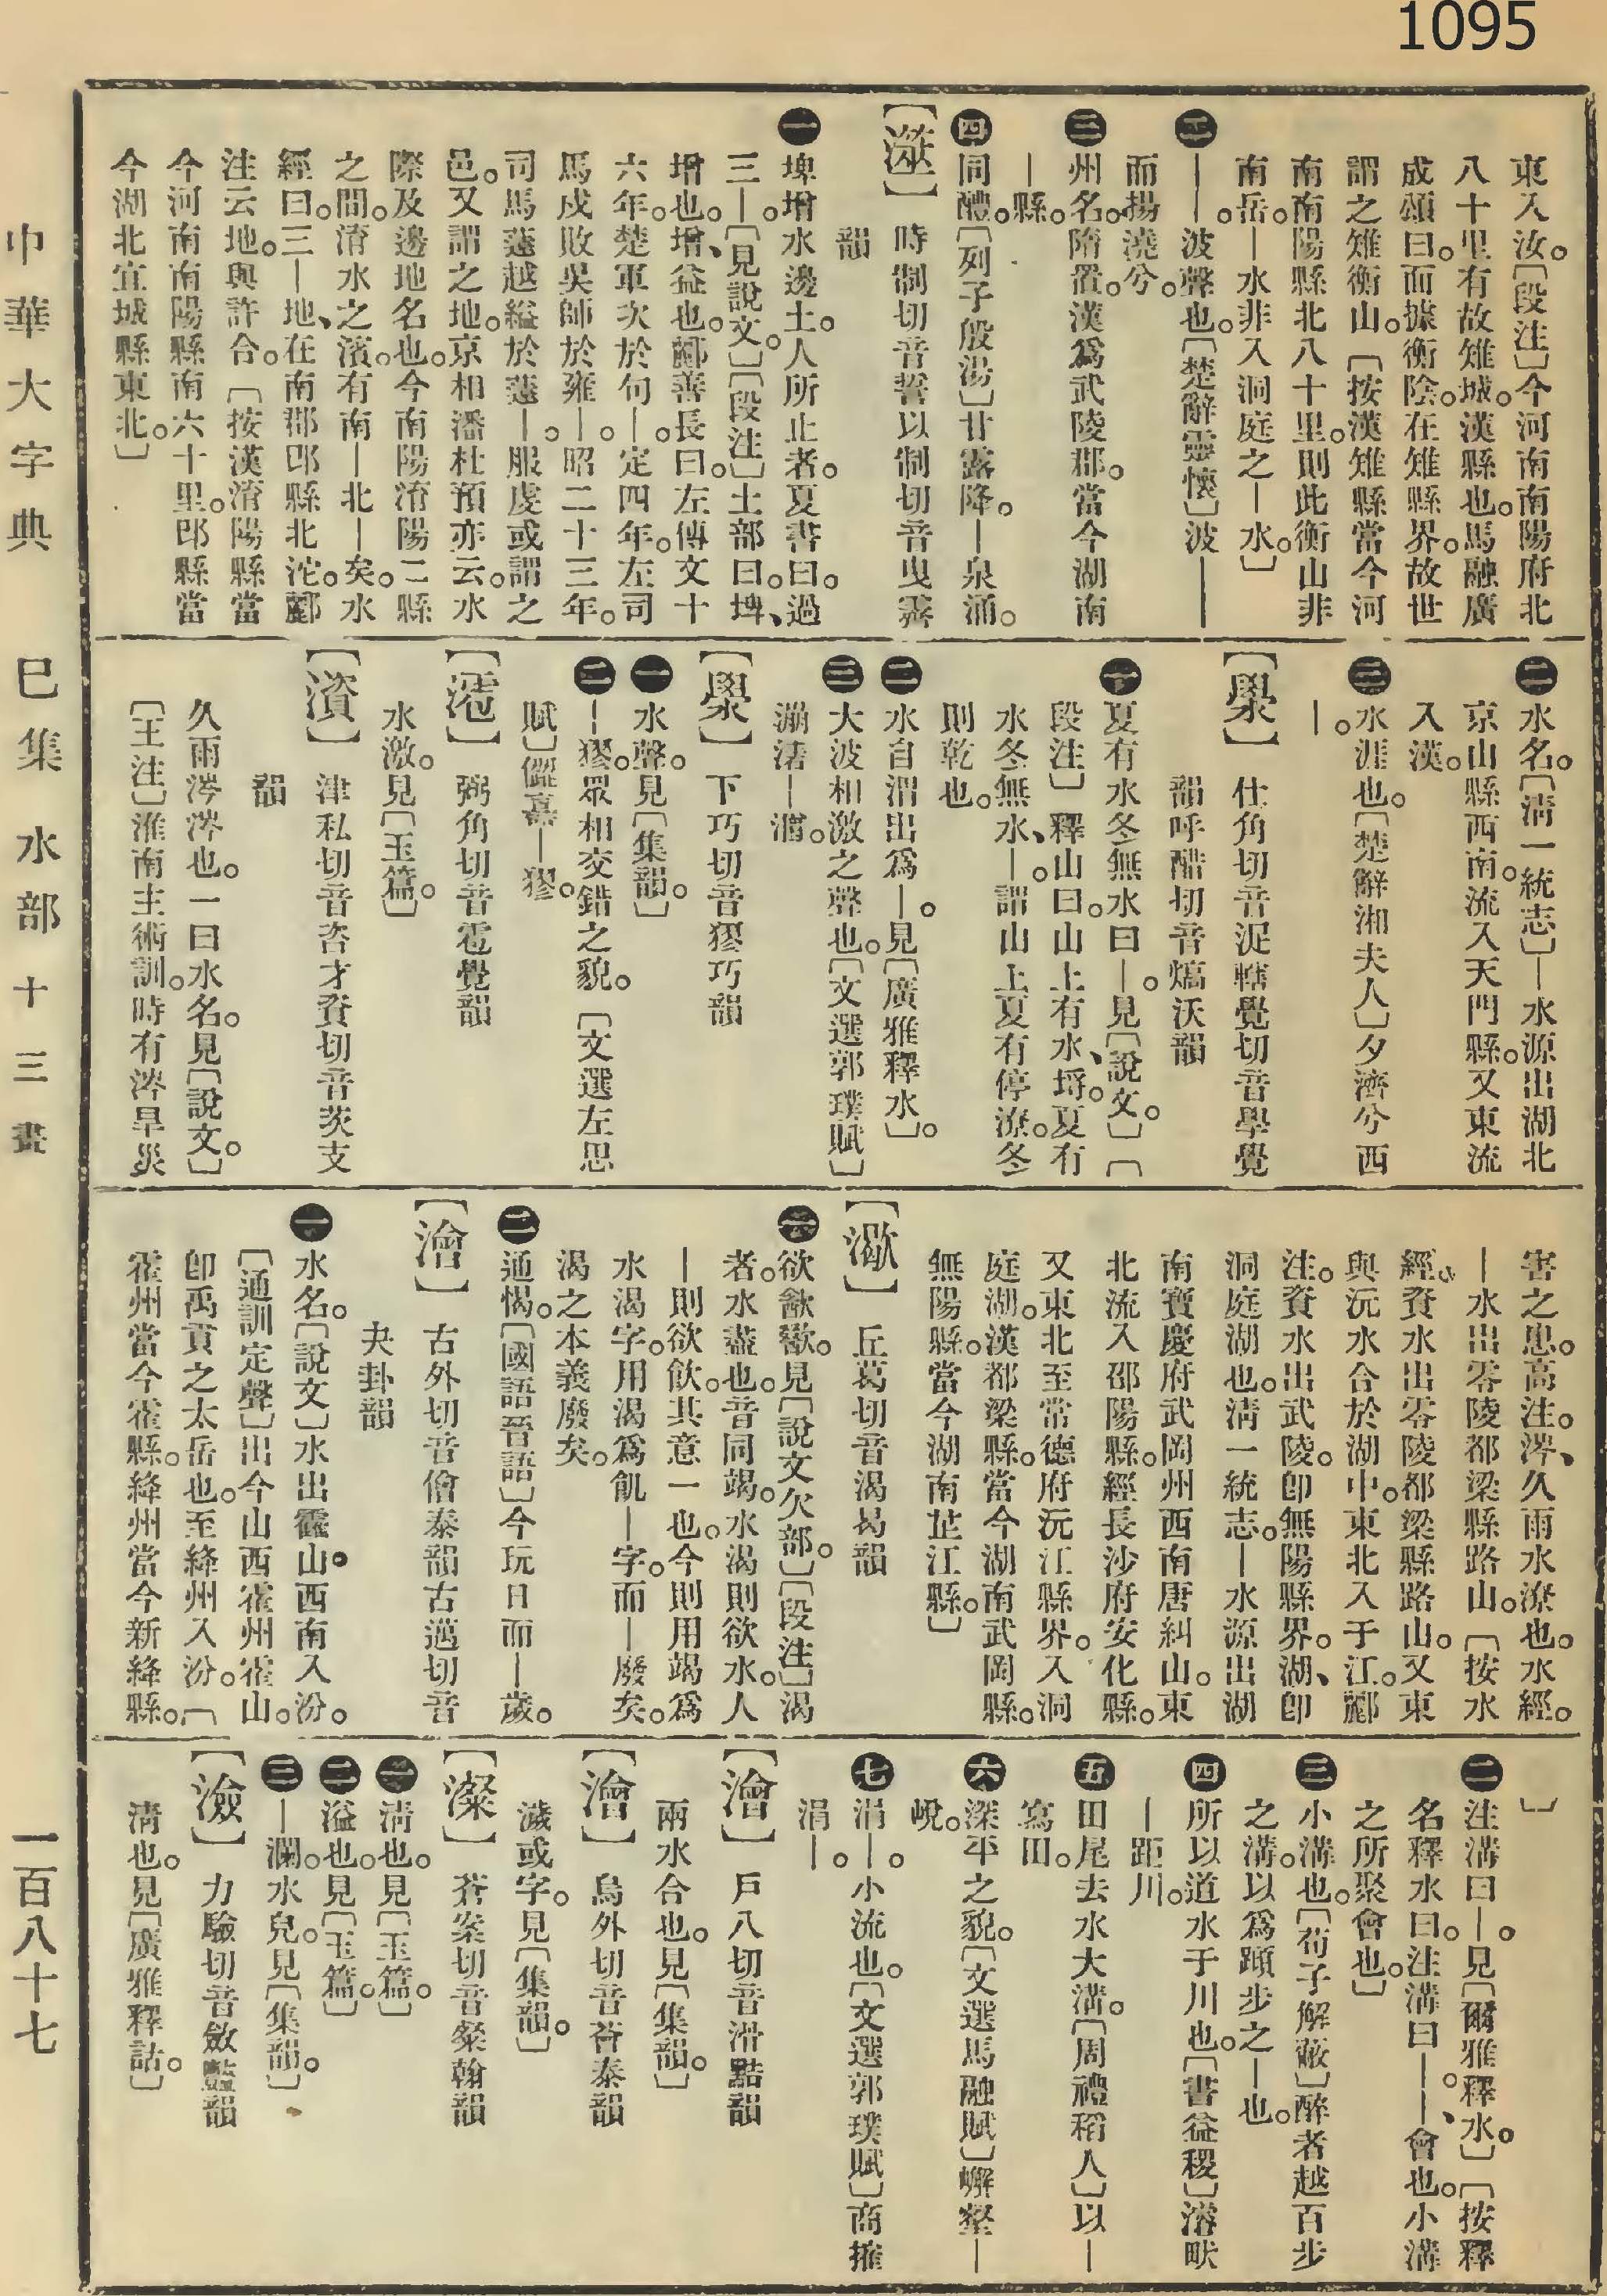 1095
東入汝。〔段注〕今河南南陽府北
八十里有故雉城。漢縣也。馬融廣
成頌曰。面據衡陰。在雉縣界。故世
謂之雉衡山。〔按漢雉縣當今河
南南陽縣北八十里。則此衡山非
南岳。｜水非入洞庭之｜水。〕
㊁｜｜。波聲也。〔楚辭靈懷〕波｜｜
而揚澆兮。
㊂州名。隋置。漢爲武陵郡。當今湖南
｜縣。
㊃同醴。〔列子殷湯〕甘露降。｜泉涌。
【澨】時制切音誓以制切音曳霽
韻
㊀埤增水邊土。人所止者。夏書曰。過
三｜。〔見說文。〕〔段注〕土部曰。埤、
增也。增、益也。酈善長曰。左傳文十
六年。楚軍次於句｜。定四年。左司
馬戌敗吳師於雍｜。昭二十三年。
司馬薳越縊於薳｜。服虔或謂之
邑。又謂之地。京相潘杜預亦云。水
際及邊地名也。今南陽淯陽二縣
之間。淯水之濱。有南｜北｜矣。水
經曰。三｜地、在南郡邔縣北沱。酈
注云地。與許合。〔按漢淯陽縣當
今河南南陽縣南六十里。邔縣當
今湖北宜城縣東北。〕
㊁水名。〔淸一統志〕｜水源出湖北
京山縣西南。流入天門縣。又東流
入漢。
㊂水涯也。〔楚辭湘夫人〕夕濟兮西
｜。
【澩】仕角切音浞轄覺切音學覺
韻呼酷切音熇沃韻
㊀夏有水冬無水曰｜。見〔說文。〕〔
段注〕釋山曰。山上有水、埒。夏有
水冬無水、｜。謂山上夏有停潦。冬
則乾也。
㊁水自渭出爲｜。見〔廣雅釋水。〕
㊂大波相激之聲也。〔文選郭璞賦〕
漰｜。
【澩】下巧切音獿巧韻
㊀水聲。見〔集韻。〕
㊁｜獿。眾相交錯之貌。〔文選左思
賦〕儸｜獿。
【澠】弼角切音雹覺韻
水激。見〔玉篇。〕
【澬】津私切音咨才資切音茨支
韻
久雨涔澬也。一曰水名。見〔說文。〕
〔王注〕淮南主術訓。時有涔旱災
害之患。高注。涔、久雨水潦也。水經。
｜水出零陵都梁縣路山。〔按水
經。資水出零陵都梁縣路山。又東
與沅水合於湖中。東北入于江。酈
注。資水出武陵。卽無陽縣界。湖、卽
洞庭湖也。淸一統志。｜水源出湖
南寶慶府武岡州西南唐糾山。東
北流入邵陽縣。經長沙府安化縣。
又東北至常德府沅江縣界。入洞
庭湖。漢都梁縣。當今湖南武岡縣。
無陽縣。當今湖南芷江縣。〕
【㵣】丘葛切音渴曷韻
㊀欲歠歠。見〔說文欠部。〕〔段注〕渴
者。水盡也。音同竭。水渴則欲水。人
｜則欲飮。其意一也。今則用竭爲
水渴字。用渴爲飢｜字。而｜廢矣。
渴之本義廢矣。
㊁通愒。〔國語晉語〕今玩日而｜歲。
【澮】古外切音儈泰韻古邁切音
夬卦韻
㊀水名。〔說文〕水出靃山。西南入汾。
〔通訓定聲〕出今山西霍州霍山。
卽禹貢之太岳也。至絳州入汾。〔
霍州當今霍縣。絳州當今新絳縣。
〕
㊁注溝曰｜。見〔爾雅釋水。〕〔按釋
名釋水曰。注溝曰｜。｜、會也。小溝
之所聚會也。〕
㊂小溝也。〔荀子解蔽〕醉者越百步
之溝。以爲蹞步之｜也。
㊃所以道水于川也。〔書益稷〕濬畎
｜距川。
㊄田尾去水大溝。〔周禮稻人〕以｜
寫田。
㊅深平之貌。〔文選馬融賦〕嶰壑｜
㟋。
㊆涓｜。小流也。〔文選郭璞賦〕商搉
涓｜。
【澮】戶八切音滑黠韻
兩水合也。見〔集韻。〕
【澮】烏外切音薈泰韻
濊或字。見〔集韻。〕
【澯】蒼案切音粲翰韻
㊀淸也。見〔玉篇。〕
㊁溢也。見〔玉篇。〕
㊂｜瀾。水皃。見〔集韻。〕
【澰】力驗切音斂豔韻
淸也。見〔廣雅釋詁。〕
中華大字典　巳集　水部　十三畫　一百八十七